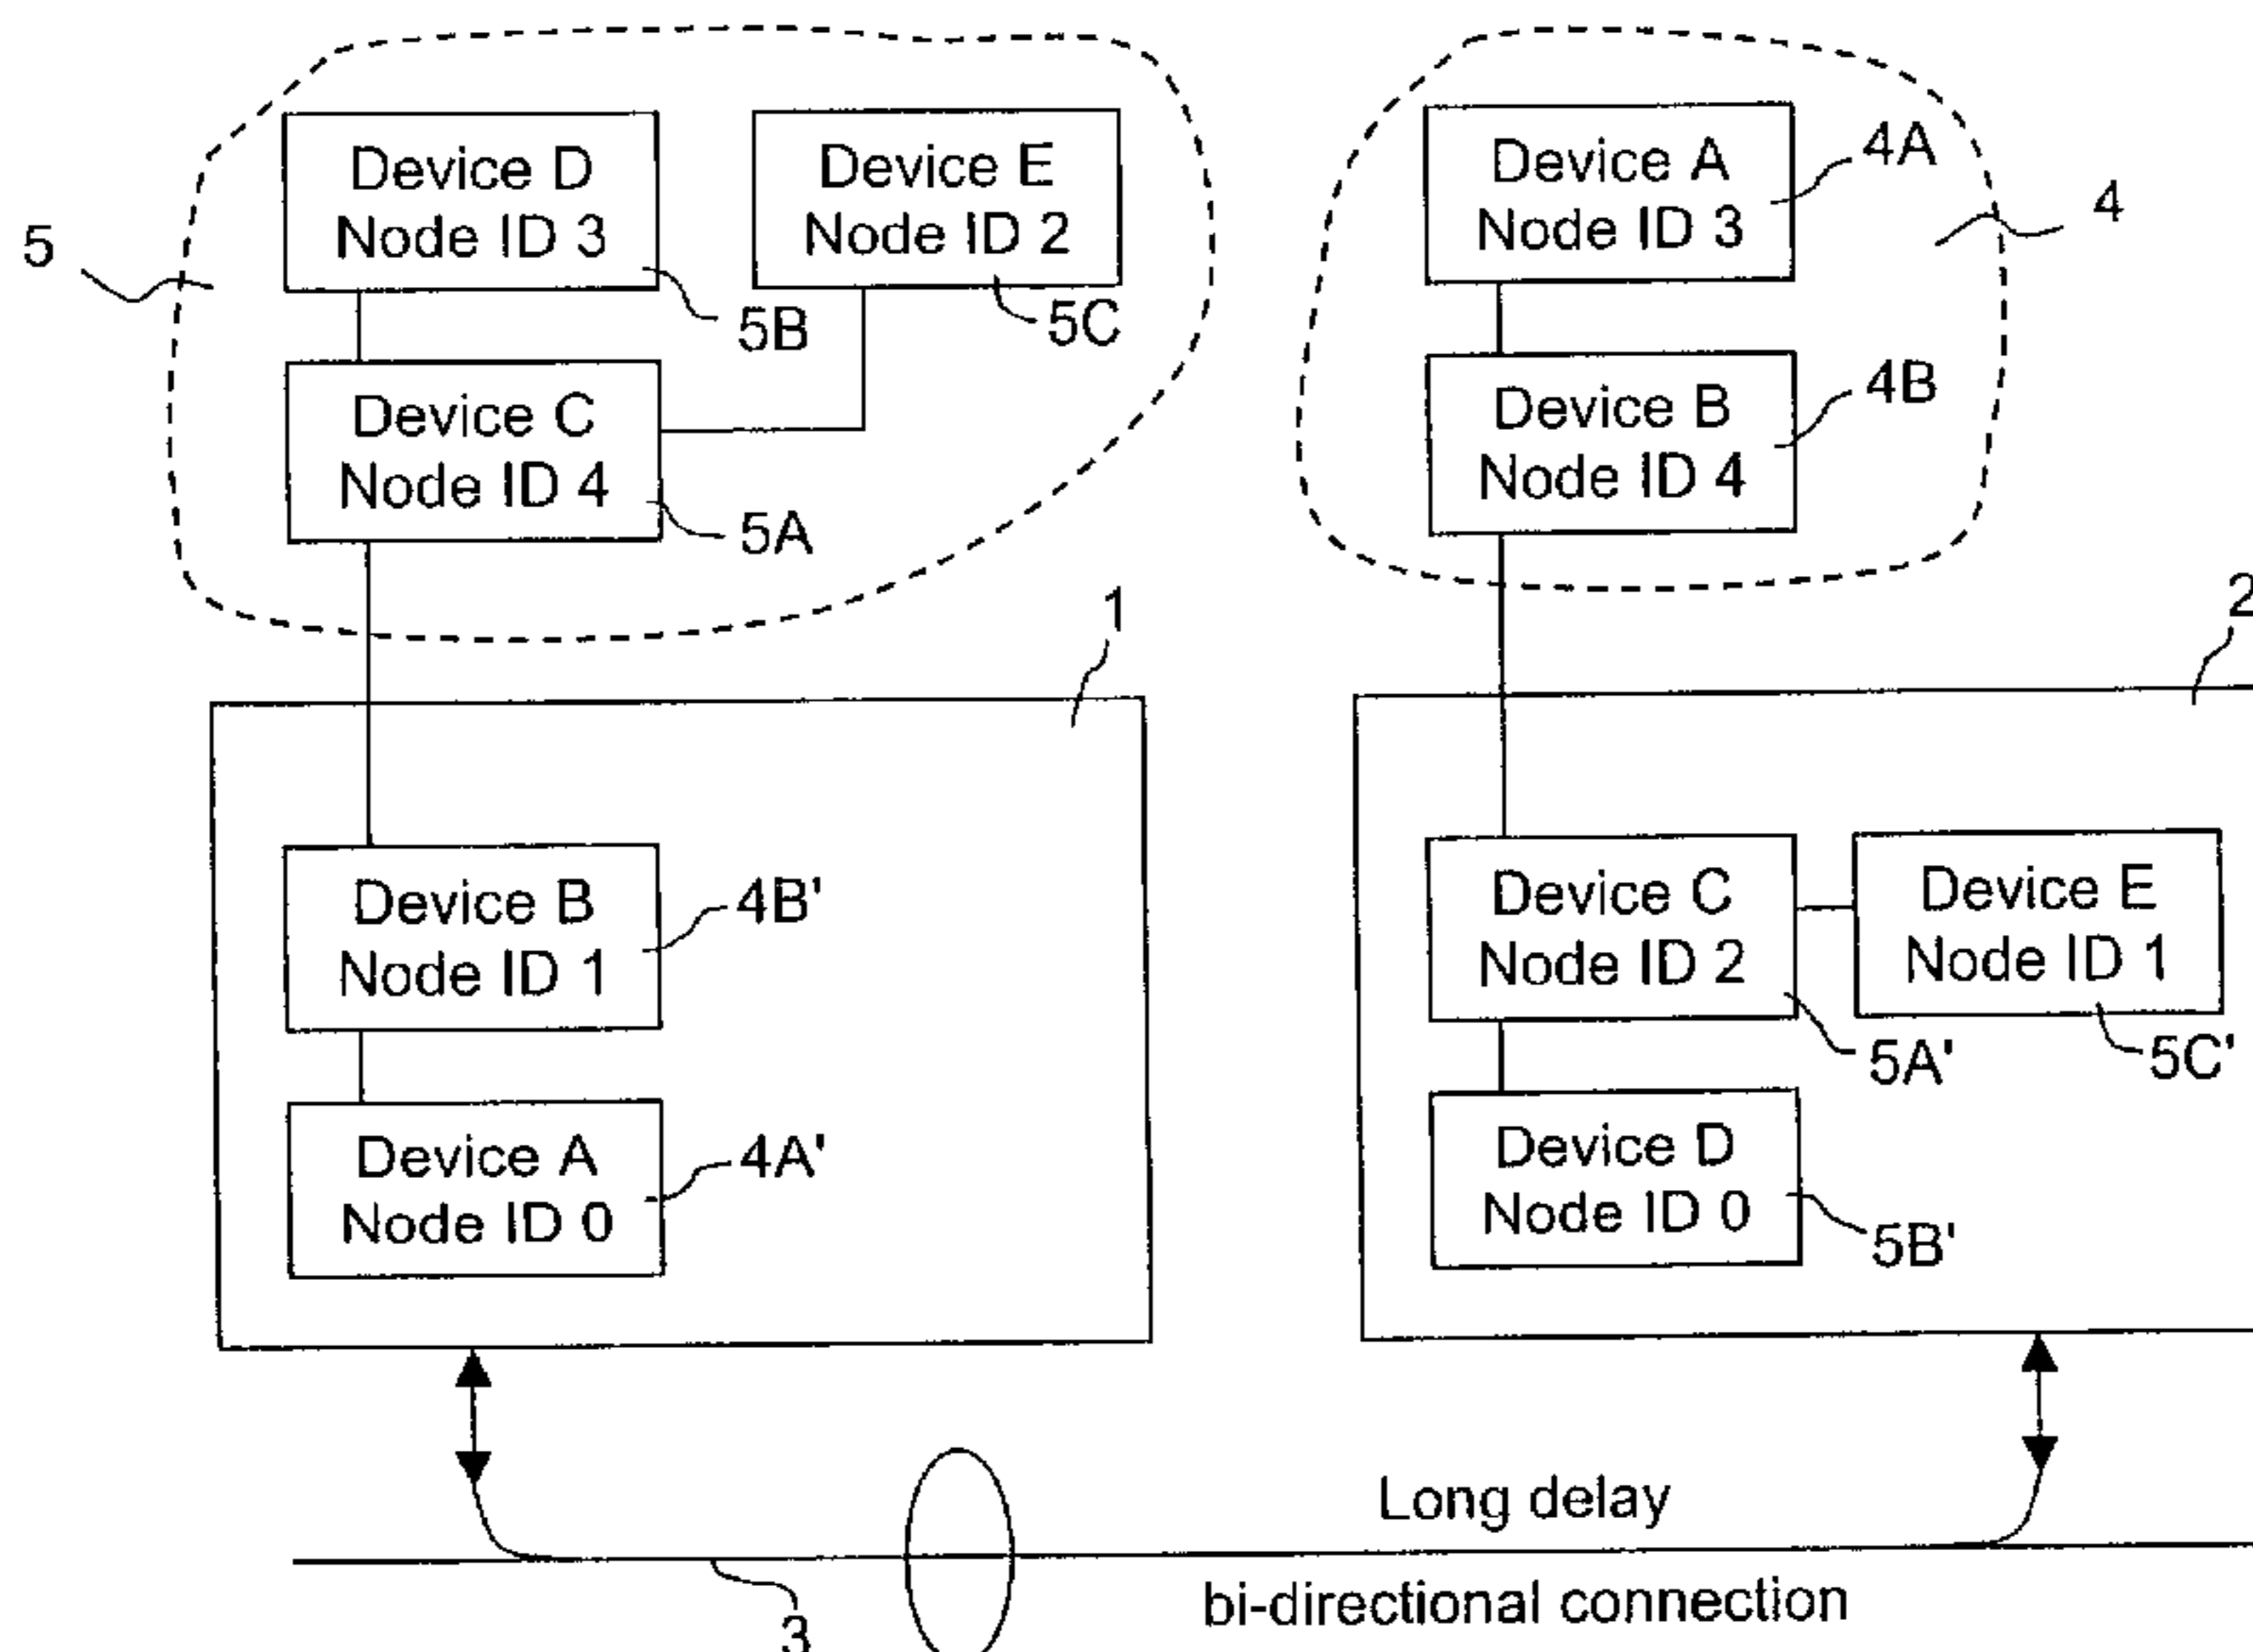 Device D
Node ID 3
5B
Device E
Node ID 2
5C
5
Device C
Node ID 4
5A
Device A
Node ID 3
4A
4
Device B
Node ID 4
4B
1
Device B
Node ID 1
4B'
Device A
Node ID 0
4A'
2
Device C
Node ID 2
5A'
Device E
Node ID 1
5C'
Device D
Node ID 0
5B'
Long delay
bi-directional connection
3